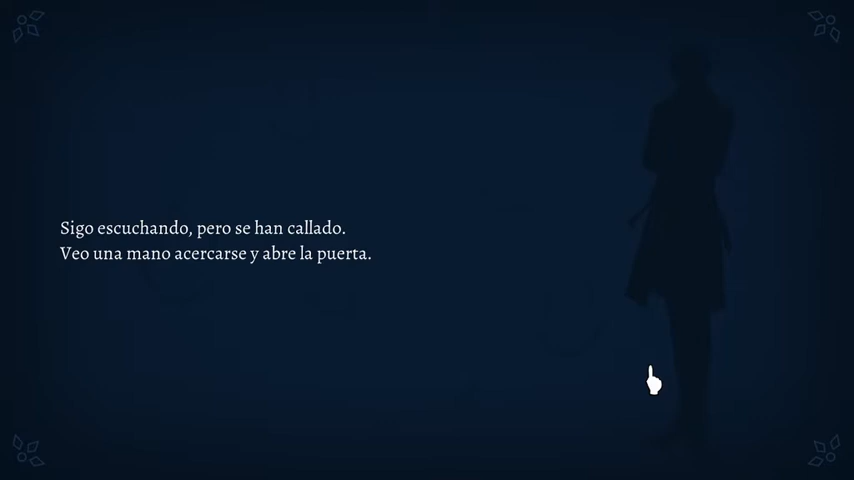 Sigo escuchando, pero se han callado.
Veo una mano acercarse y abre la puerta.